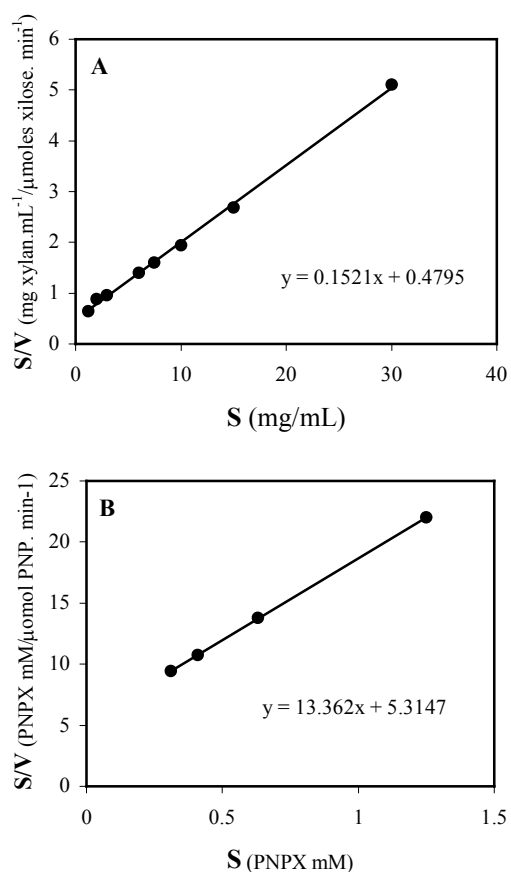 A
S/V (mg xylan.mL⁻¹/µmoles xilose. min⁻¹)
6
5
4
3
2
1
0
y = 0.1521x + 0.4795
0 10 20 30 40
S (mg/mL)
B
S/V (PNPX mM/µomol PNP. min-1)
25
20
15
10
5
0
y = 13.362x + 5.3147
0 0.5 1 1.5
S (PNPX mM)